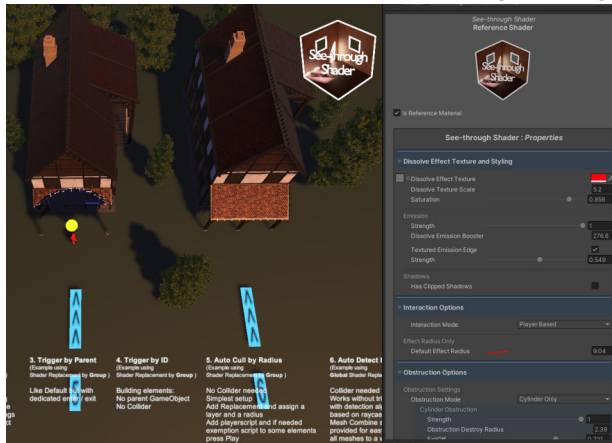 See-through
Shader
3. Trigger by Parent
(Example using
Shader Replacement by Group )
Like Default but with
dedicated enter / exit
4. Trigger by ID
(Example using
Shader Replacement by Group )
Building elements:
No parent GameObject
No Collider
5. Auto Cull by Radius
(Example using
Shader Replacement by Group )
No Collider needed
Simplest setup
Add Replacement and assign a
layer and a radius
Add playerscript and if needed
exemption script to some elements
press Play
6. Auto Detect
(Example using
Global Shader Repla
Collider needed
Works without tri
with detection alg
based on raycas
Mesh Combine s
provided for eas
all meshes to a
See-through Shader
Reference Shader
See-through
Shader
Is Reference Material
See-through Shader : Properties
Dissolve Effect Texture and Styling
Dissolve Effect Texture
Dissolve Texture Scale 5.2
Saturation 0.856
Emission
Strength 1
Dissolve Emission Booster 276.6
Textured Emission Edge
Strength 0.549
Shadows
Has Clipped Shadows
Interaction Options
Interaction Mode Player Based
Effect Radius Only
Default Effect Radius 9.04
Obstruction Options
Obstruction Settings
Obstruction Mode Cylinder Only
Cylinder Obstruction
Strength 1
Obstruction Destroy Radius 2.39